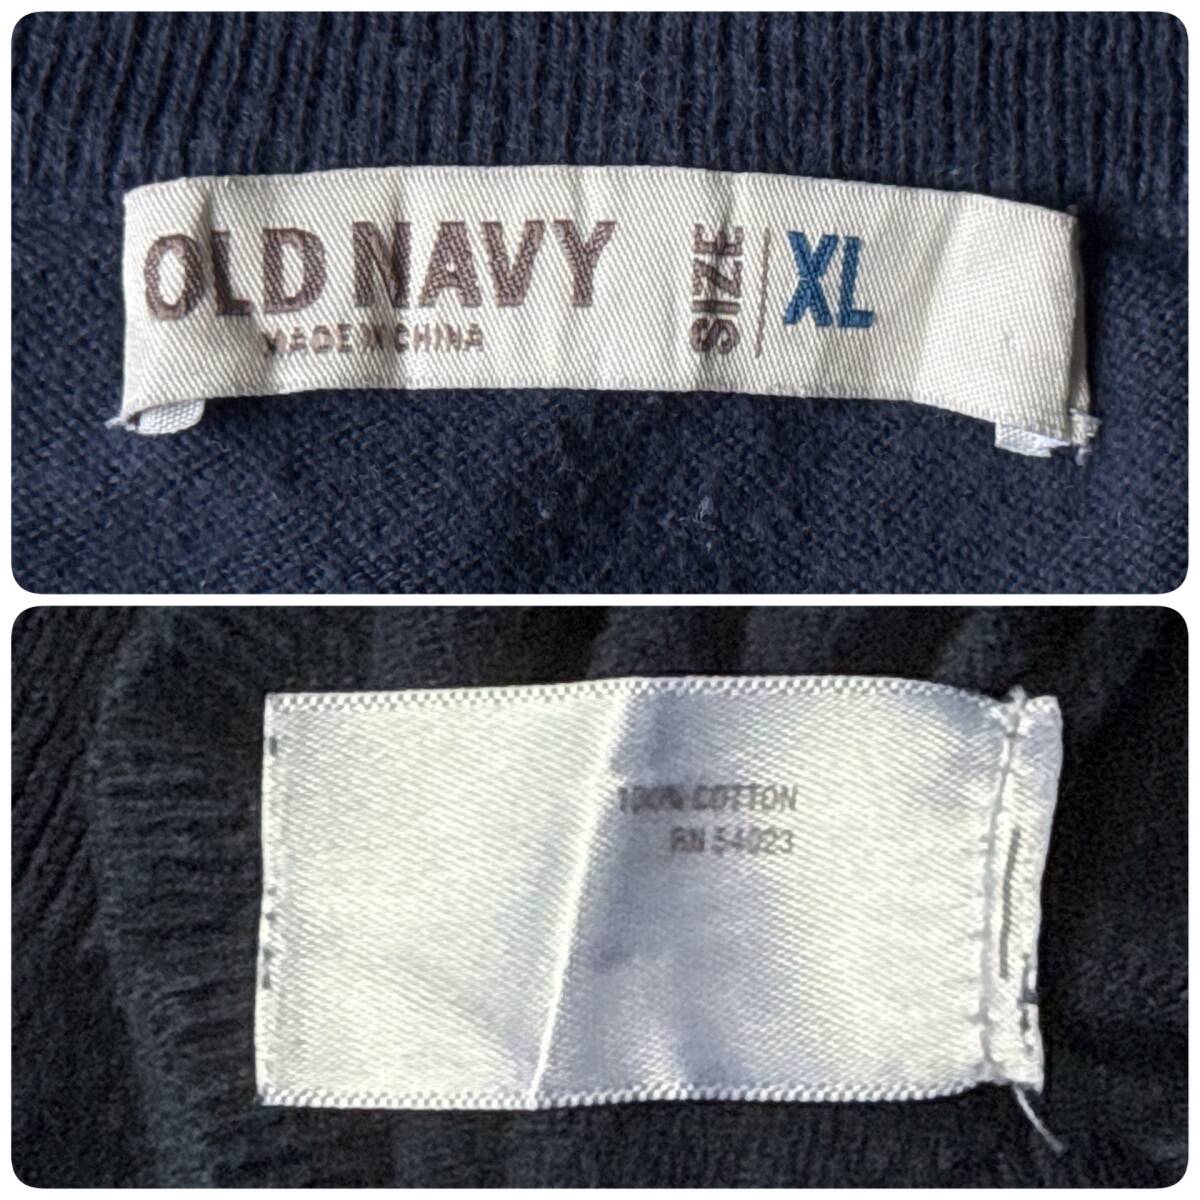 OLD NAVY
MADE IN CHINA
SIZE
XL
100% COTTON
RN 54023